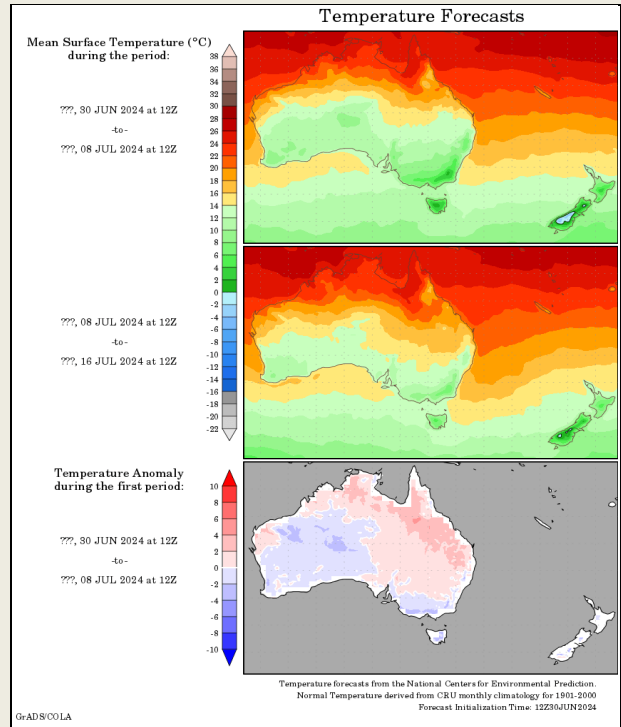 Temperature Forecasts
Mean Surface Temperature (°C)
during the period:
???, 30 JUN 2024 at 12Z
-to-
???, 08 JUL 2024 at 12Z
38
36
34
32
30
28
26
24
22
20
18
16
14
12
10
8
6
4
2
0
-2
-4
-6
-8
-10
-12
-14
-16
-18
-20
-22
???, 08 JUL 2024 at 12Z
-to-
???, 16 JUL 2024 at 12Z
Temperature Anomaly
during the first period:
???, 30 JUN 2024 at 12Z
-to-
???, 08 JUL 2024 at 12Z
10
8
6
4
2
0
-2
-4
-6
-8
-10
Temperature forecasts from the National Centers for Environmental Prediction.
Normal Temperature derived from CRU monthly climatology for 1901-2000
Forecast Initialization Time: 12Z30JUN2024
GrADS/COLA